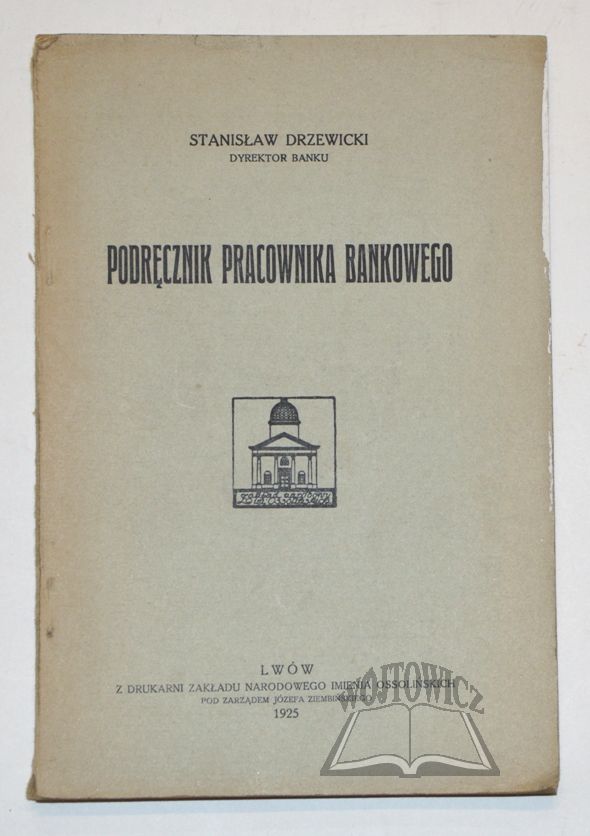 STANISŁAW DRZEWICKI
DYREKTOR BANKU
PODRĘCZNIK PRACOWNIKA BANKOWEGO
LWÓW
Z DRUKARNI ZAKŁADU NARODOWEGO IMIENIA OSSOLIŃSKICH
POD ZARZĄDEM JÓZEFA ZIEMBIŃSKIEGO
1925
WÓJTOWICZ